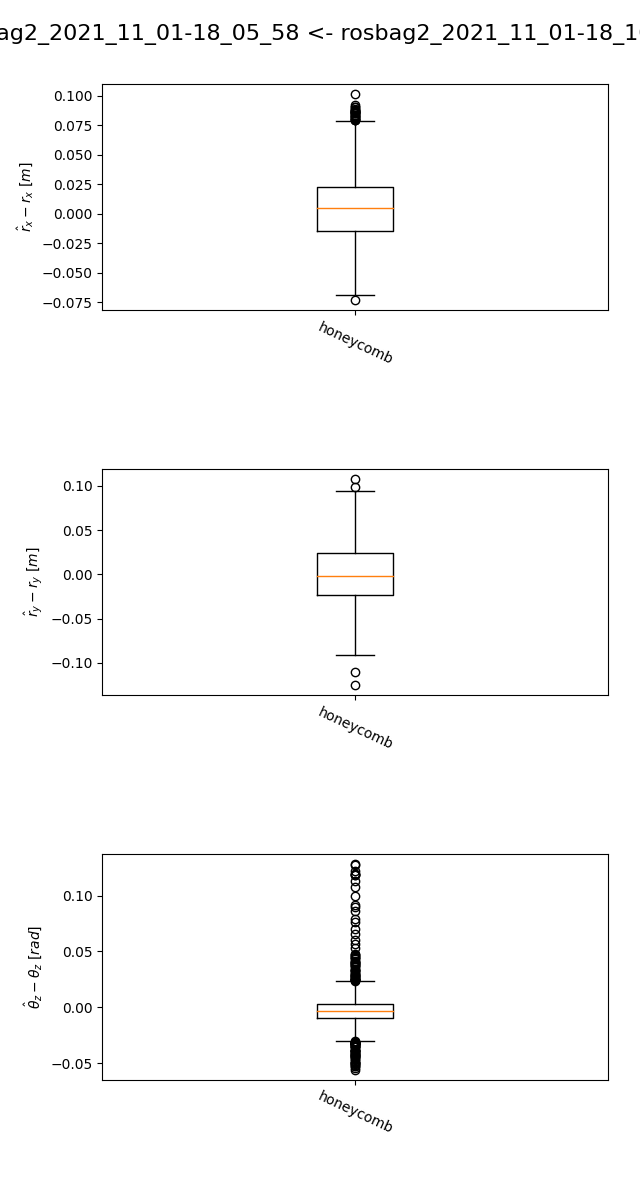 ag2_2021_11_01-18_05_58 <- rosbag2_2021_11_01-18_1
0.100
0.075
0.050
0.025
0.000
−0.025
−0.050
−0.075
r̂x − rx [m]
honeycomb
0.10
0.05
0.00
−0.05
−0.10
r̂y − ry [m]
honeycomb
0.10
0.05
0.00
−0.05
θ̂z − θz [rad]
honeycomb